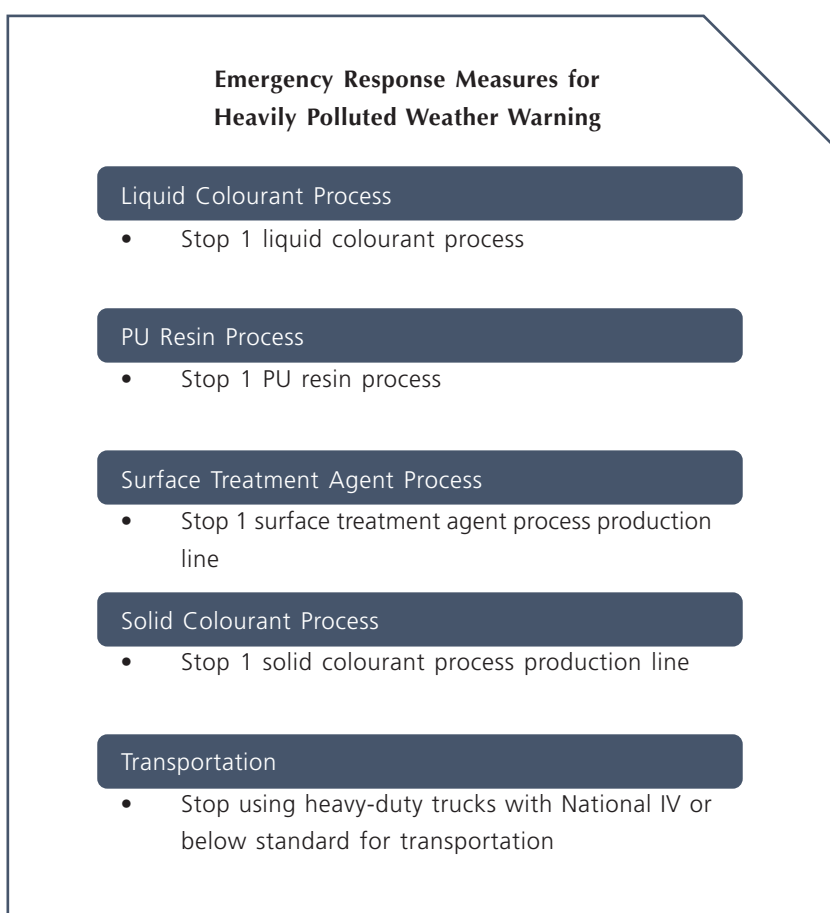 Emergency Response Measures for
Heavily Polluted Weather Warning
Liquid Colourant Process
• Stop 1 liquid colourant process
PU Resin Process
• Stop 1 PU resin process
Surface Treatment Agent Process
• Stop 1 surface treatment agent process production
line
Solid Colourant Process
• Stop 1 solid colourant process production line
Transportation
• Stop using heavy-duty trucks with National IV or
below standard for transportation